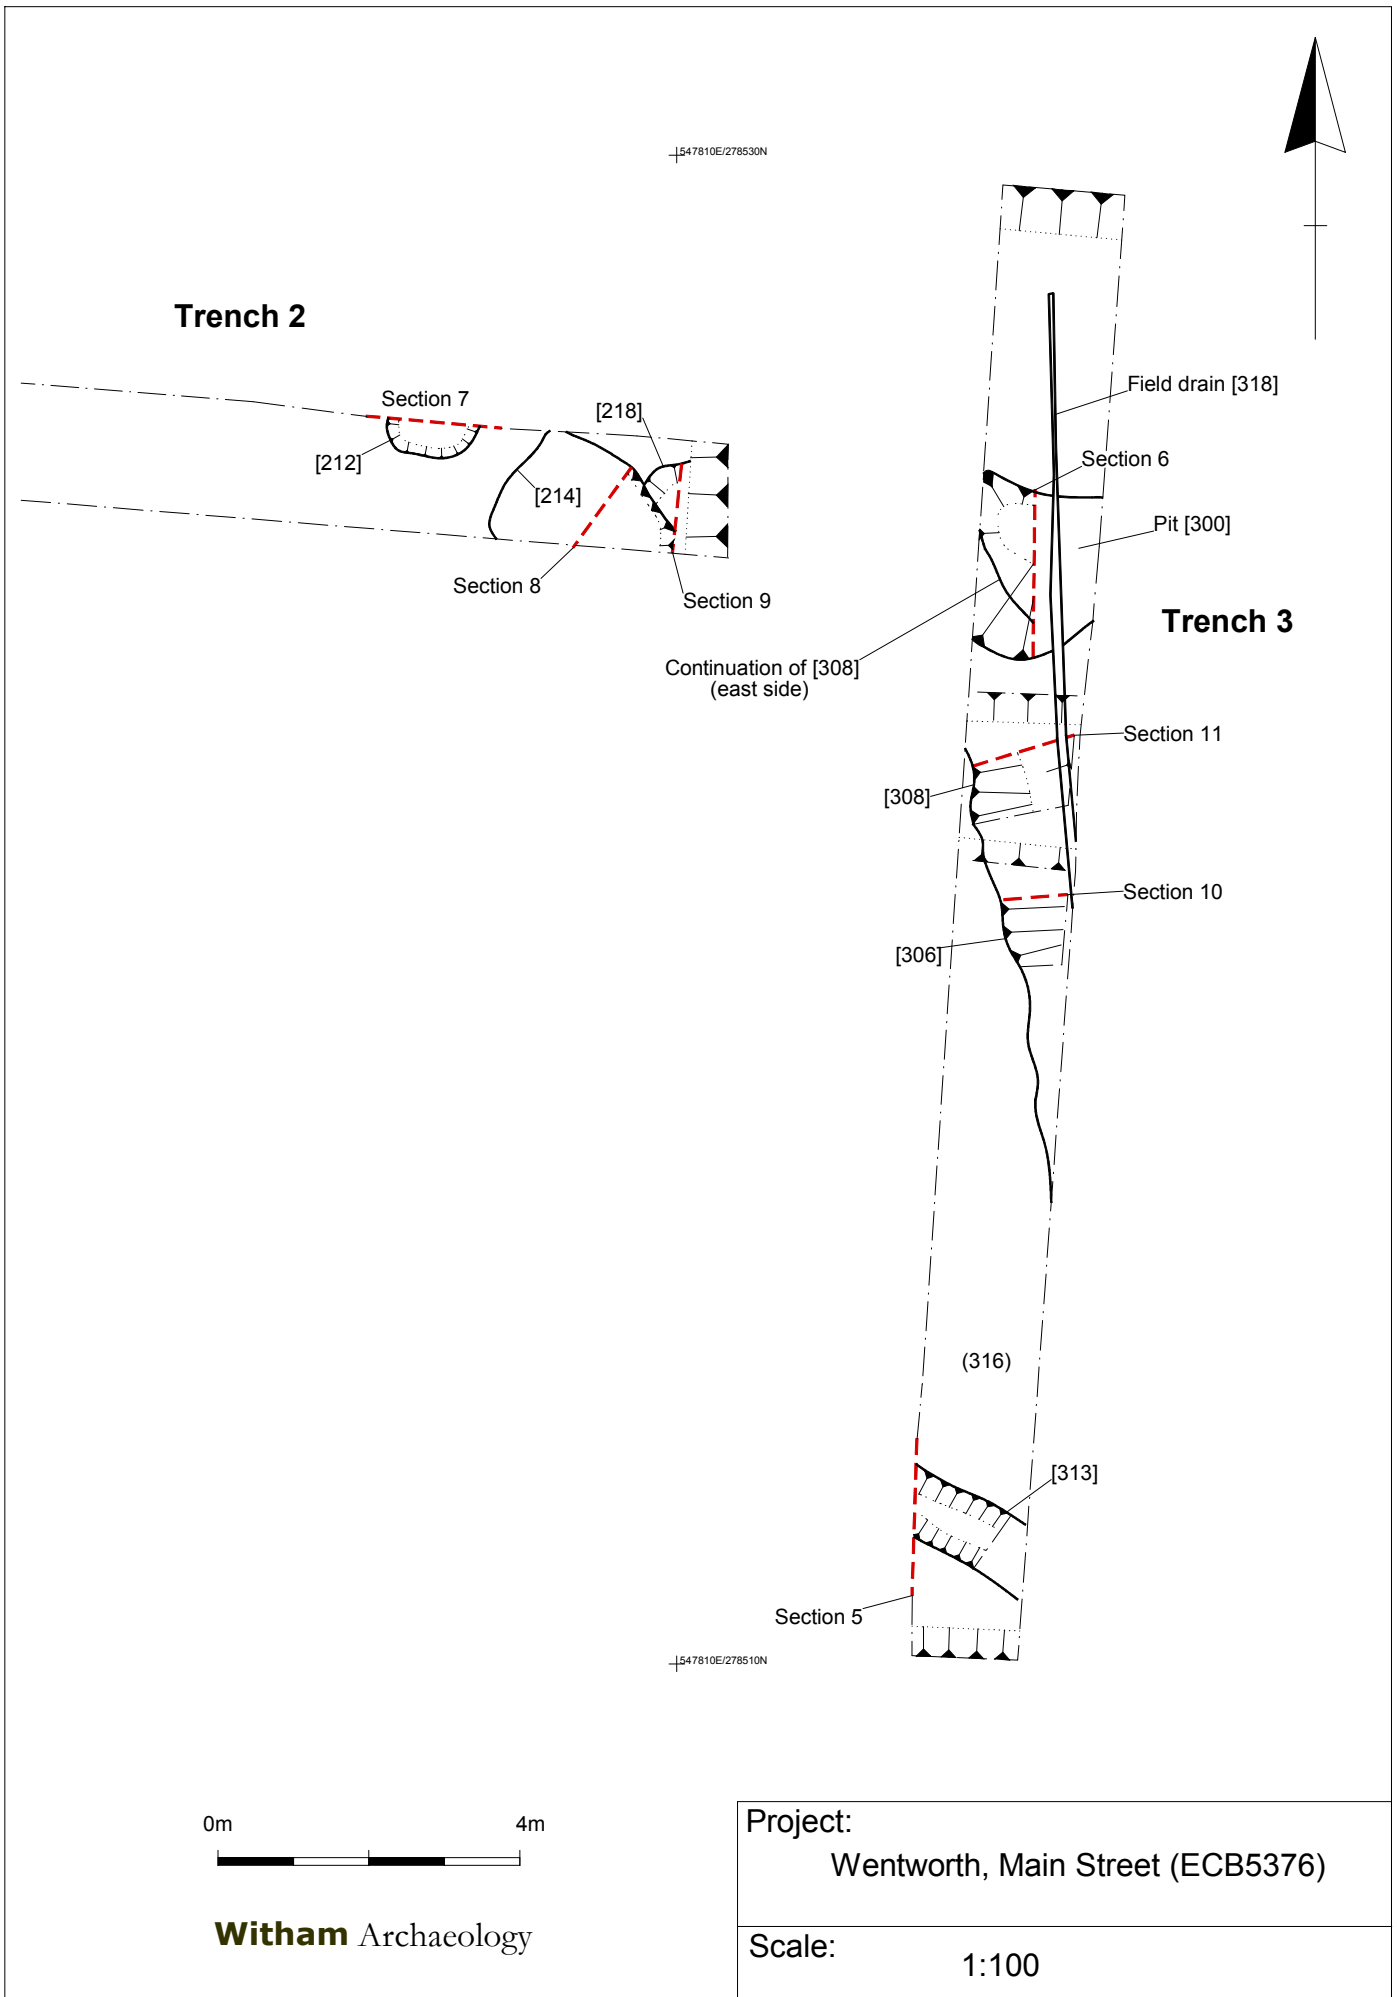 547810E/278530N
Trench 2
Field drain [318]
Section 7
[218]
[212]
Section 6
[214]
Pit [300]
Section 8
Section 9
Trench 3
Continuation of [308]
(east side)
Section 11
[308]
Section 10
[306]
(316)
[313]
Section 5
547810E/278510N
0m 4m
Witham Archaeology
Project:
Wentworth, Main Street (ECB5376)
Scale:
1:100